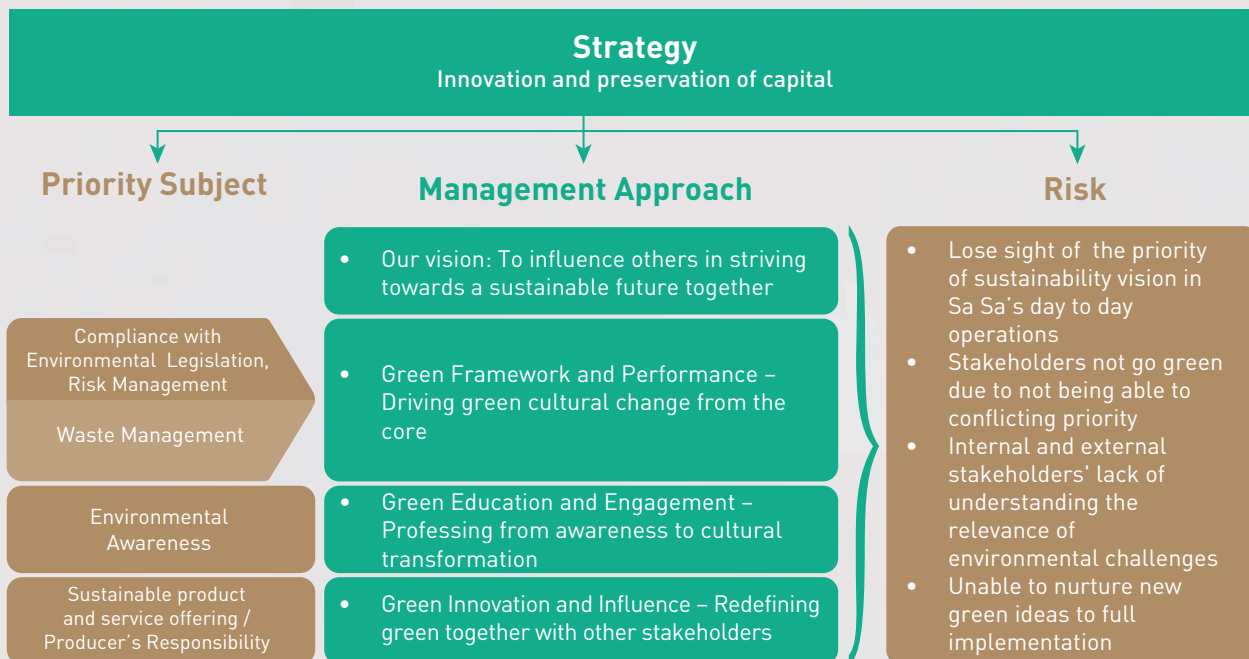 Strategy
Innovation and preservation of capital
Priority Subject
Compliance with
Environmental Legislation,
Risk Management
Waste Management
Environmental
Awareness
Sustainable product
and service offering /
Producer's Responsibility
Management Approach
• Our vision: To influence others in striving
towards a sustainable future together
• Green Framework and Performance –
Driving green cultural change from the
core
• Green Education and Engagement –
Professing from awareness to cultural
transformation
• Green Innovation and Influence – Redefining
green together with other stakeholders
Risk
• Lose sight of the priority
of sustainability vision in
Sa Sa's day to day
operations
• Stakeholders not go green
due to not being able to
conflicting priority
• Internal and external
stakeholders' lack of
understanding the
relevance of
environmental challenges
• Unable to nurture new
green ideas to full
implementation